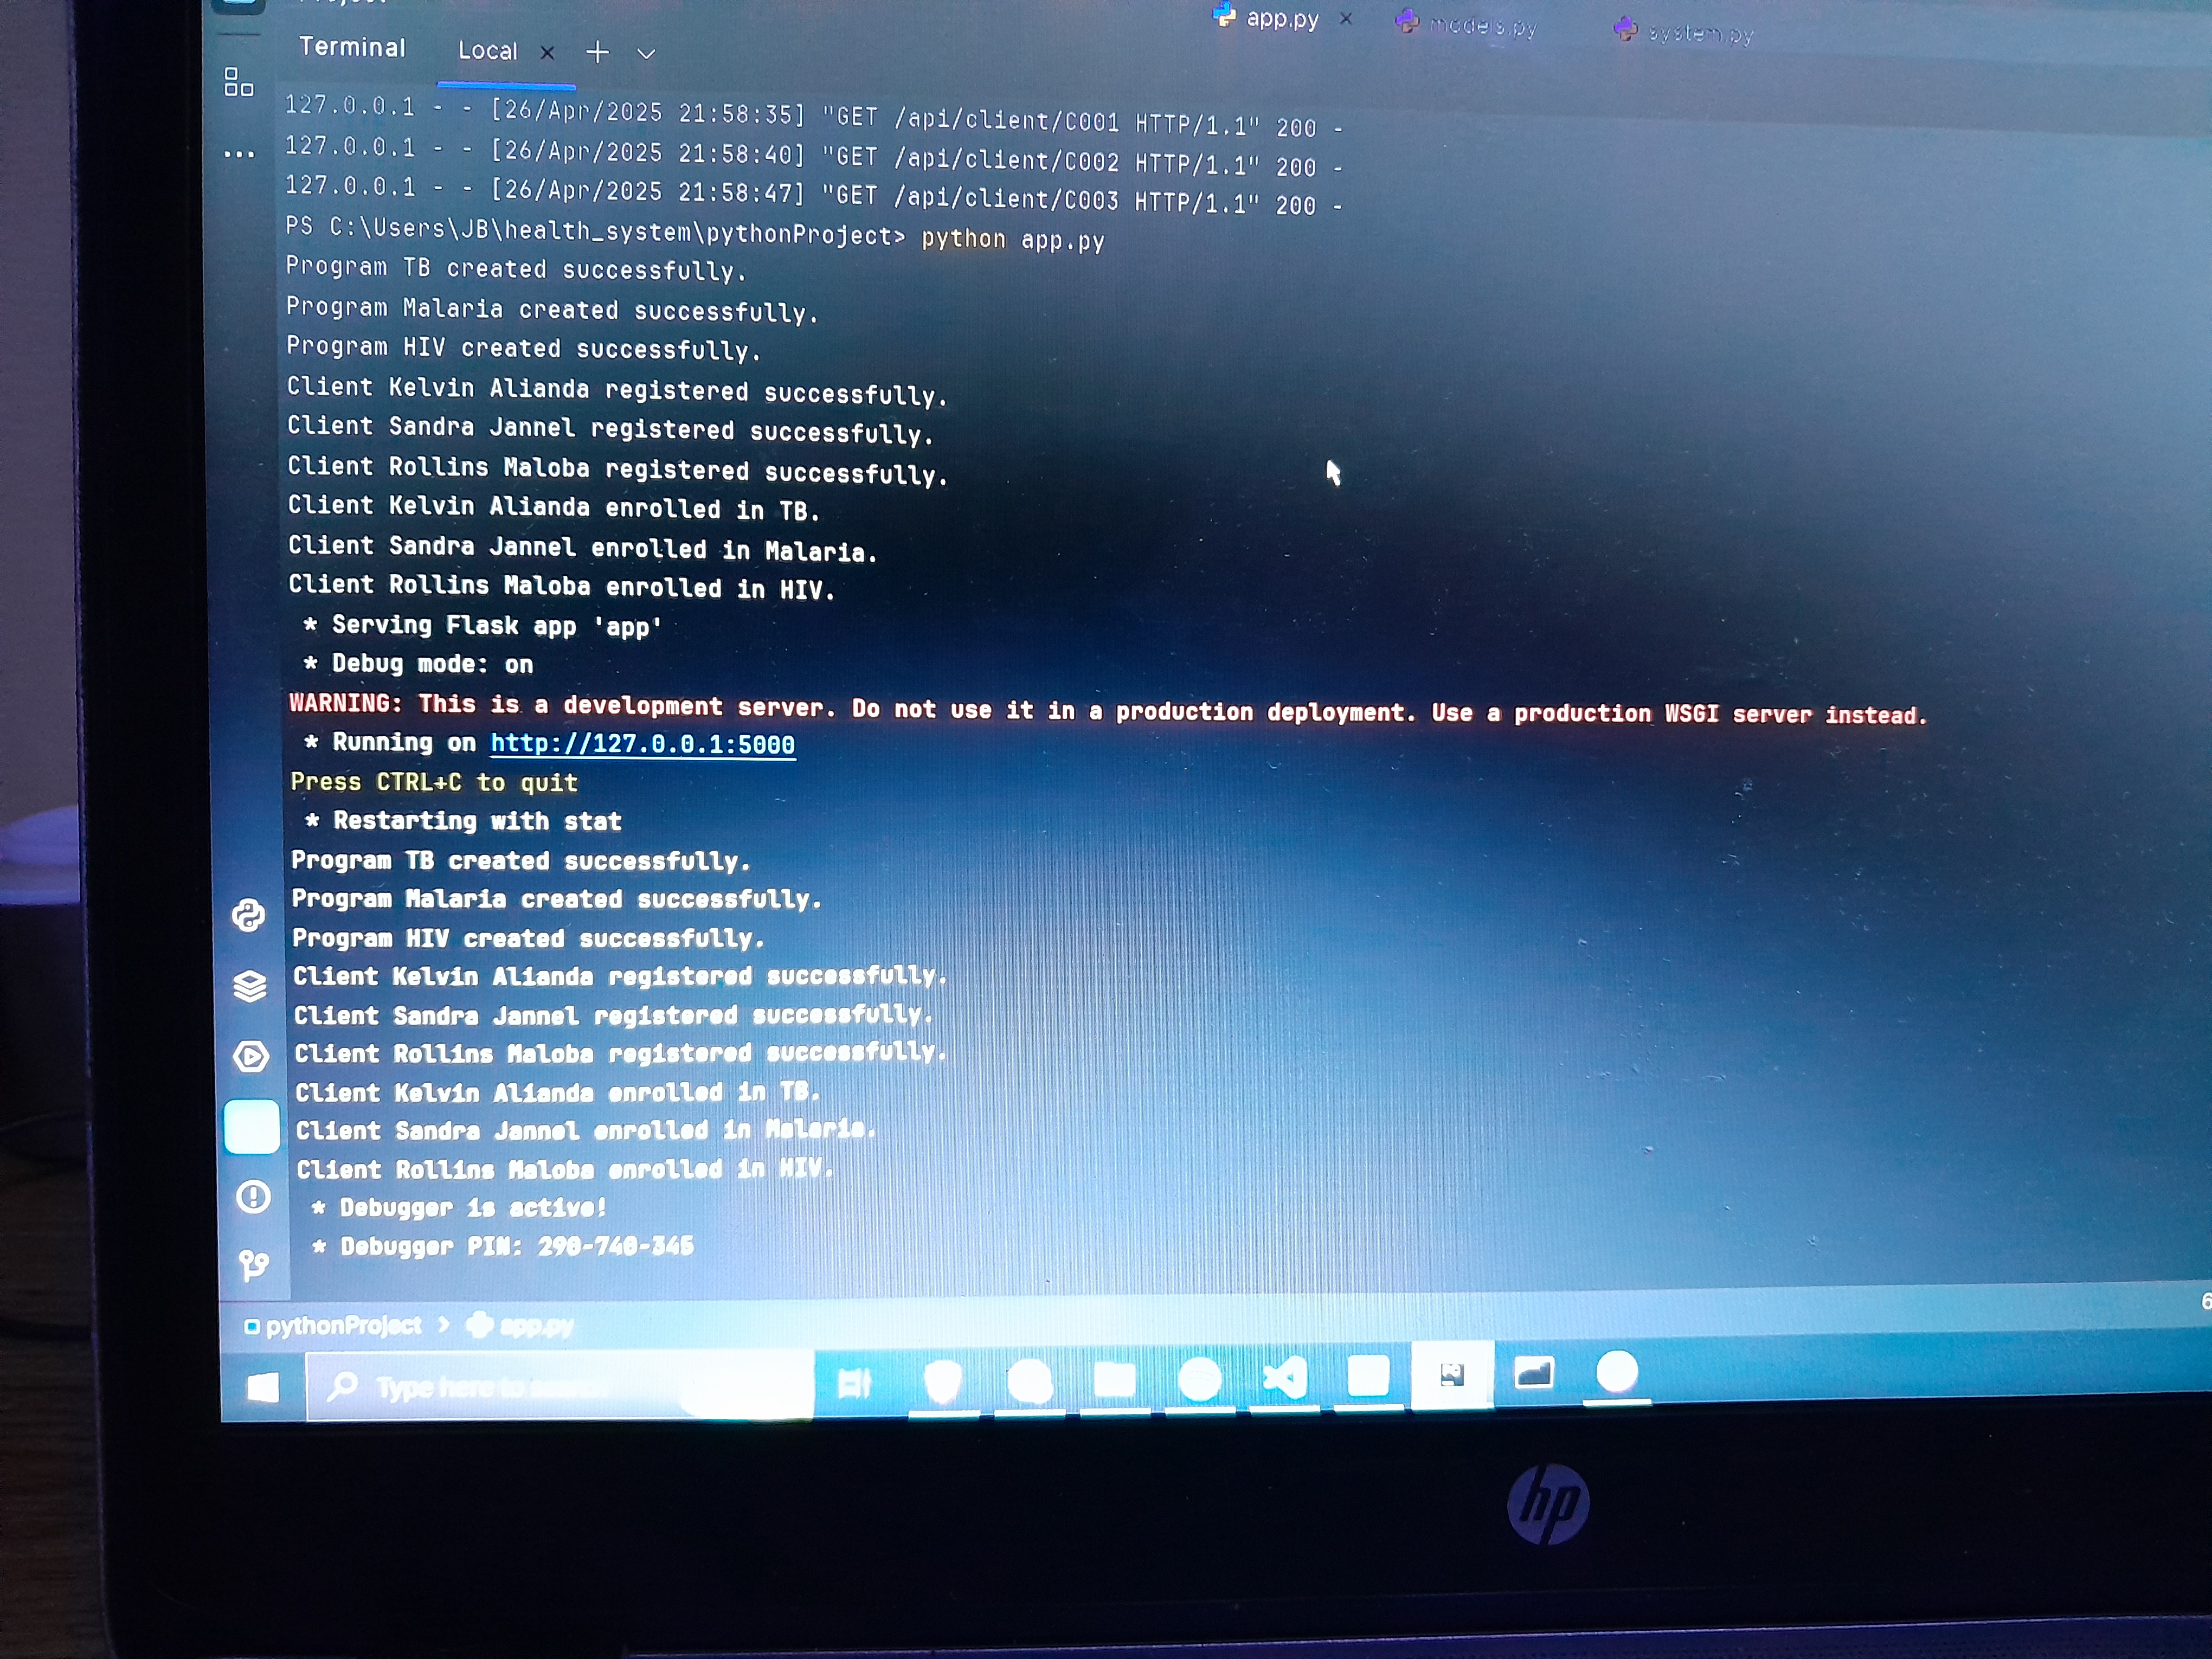 Terminal Local × +
app.py × models.py system.py
127.0.0.1 - - [26/Apr/2025 21:58:35] "GET /api/client/C001 HTTP/1.1" 200 -
127.0.0.1 - - [26/Apr/2025 21:58:40] "GET /api/client/C002 HTTP/1.1" 200 -
127.0.0.1 - - [26/Apr/2025 21:58:47] "GET /api/client/C003 HTTP/1.1" 200 -
PS C:\Users\JB\health_system\pythonProject> python app.py
Program TB created successfully.
Program Malaria created successfully.
Program HIV created successfully.
Client Kelvin Alianda registered successfully.
Client Sandra Jannel registered successfully.
Client Rollins Maloba registered successfully.
Client Kelvin Alianda enrolled in TB.
Client Sandra Jannel enrolled in Malaria.
Client Rollins Maloba enrolled in HIV.
* Serving Flask app 'app'
* Debug mode: on
WARNING: This is a development server. Do not use it in a production deployment. Use a production WSGI server instead.
* Running on http://127.0.0.1:5000
Press CTRL+C to quit
* Restarting with stat
Program TB created successfully.
Program Malaria created successfully.
Program HIV created successfully.
Client Kelvin Alianda registered successfully.
Client Sandra Jannel registered successfully.
Client Rollins Maloba registered successfully.
Client Kelvin Alianda enrolled in TB.
Client Sandra Jannel enrolled in Malaria.
Client Rollins Maloba enrolled in HIV.
* Debugger is active!
* Debugger PIN: 290-740-345
pythonProject > app.py
Type here to search
hp